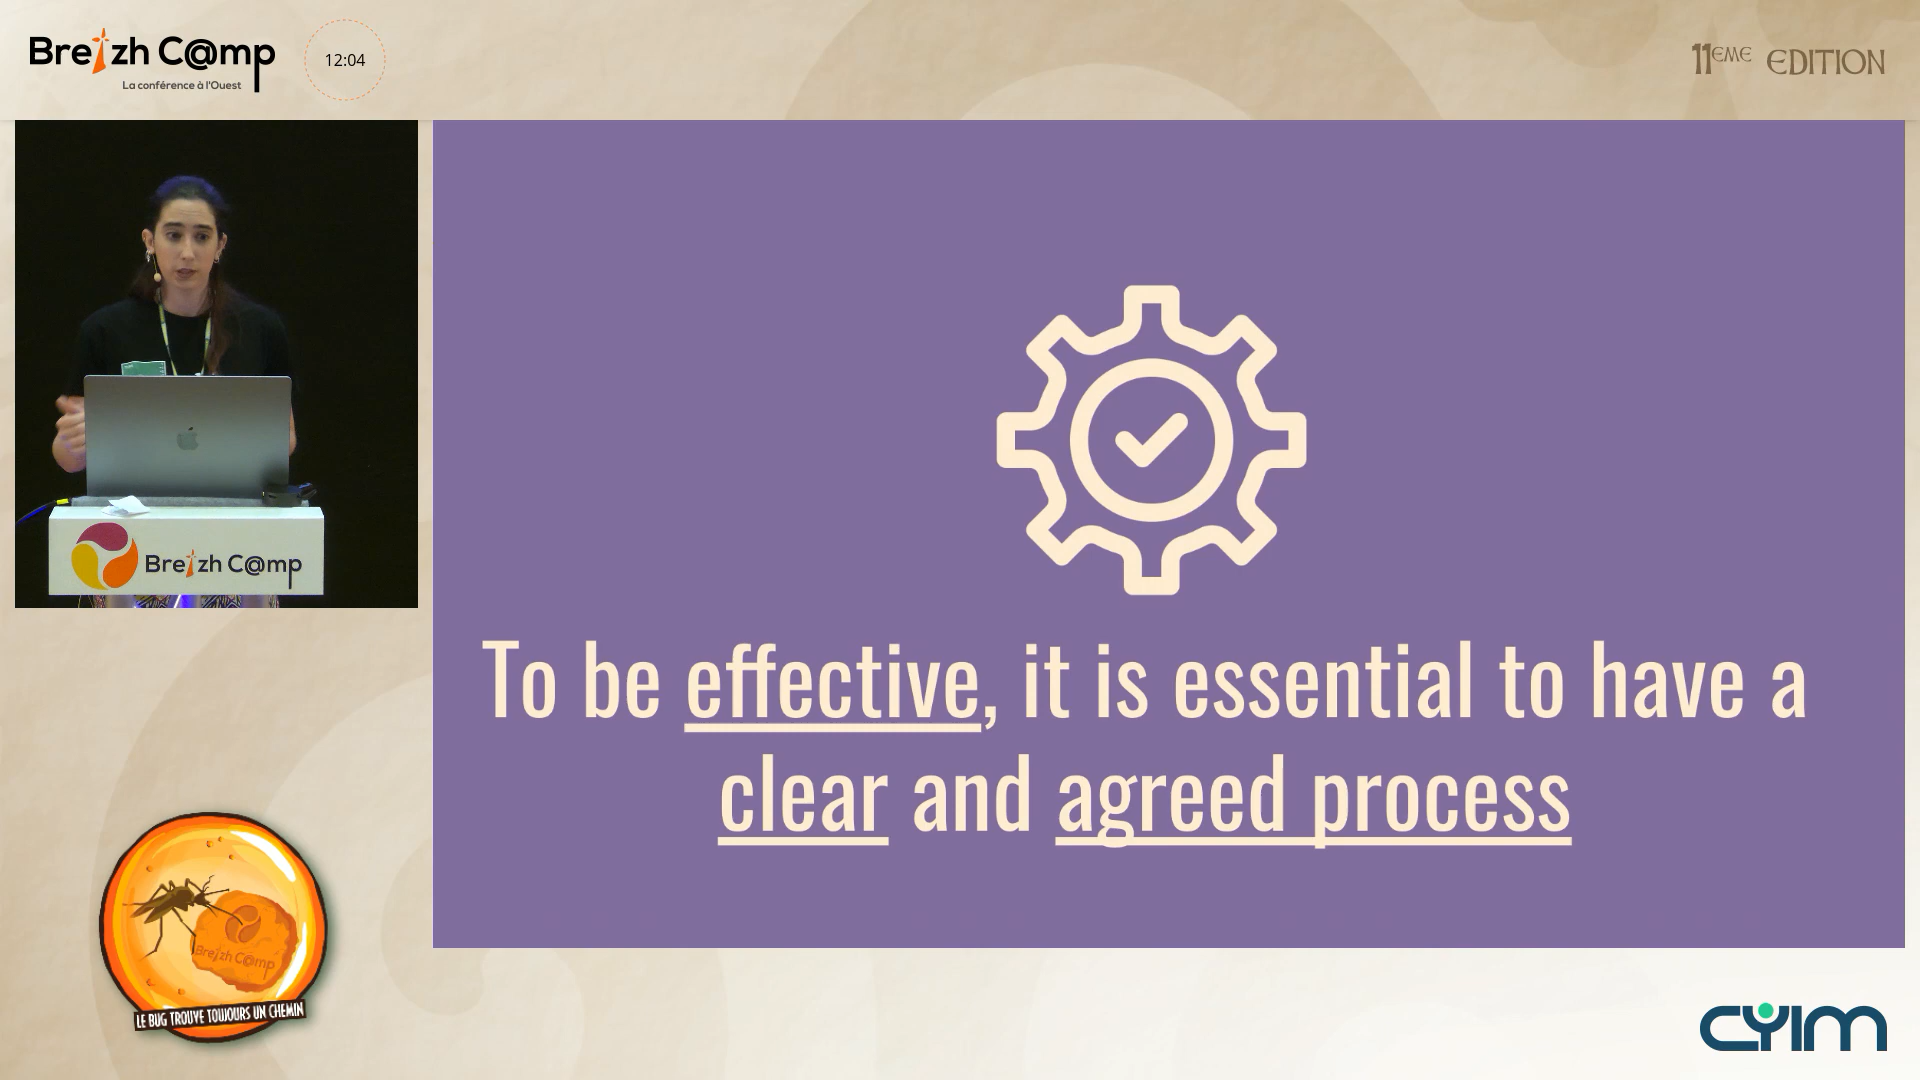 Breizh C@mp
La conférence à l'Ouest
12:04
11EME EDITION
To be effective, it is essential to have a
clear and agreed process
Breizh C@mp
Breizh C@mp
LE BUG TROUVE TOUJOURS UN CHEMIN
CYIM